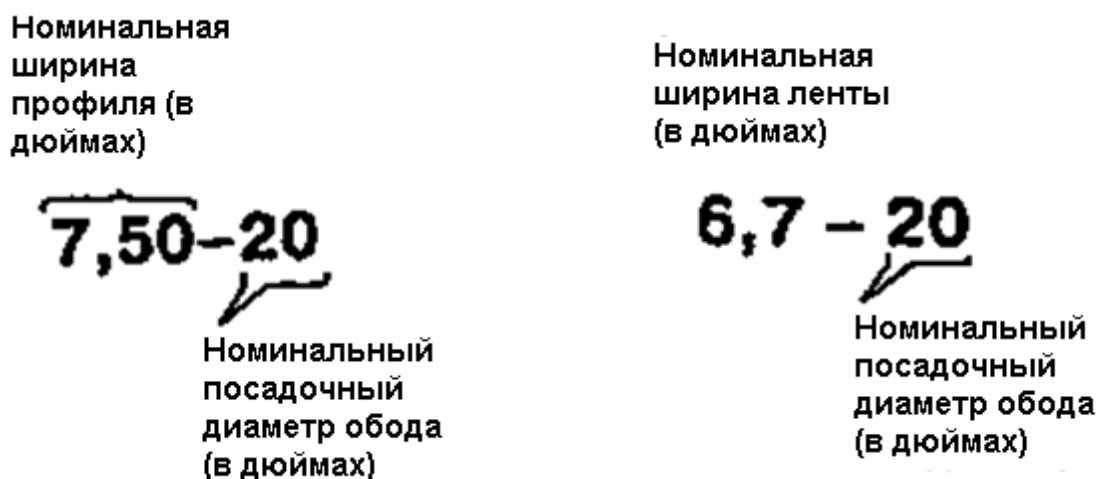 Номинальная
ширина
профиля (в
дюймах)
7,50–20
Номинальный
посадочный
диаметр обода
(в дюймах)
Номинальная
ширина ленты
(в дюймах)
6,7 – 20
Номинальный
посадочный
диаметр обода
(в дюймах)